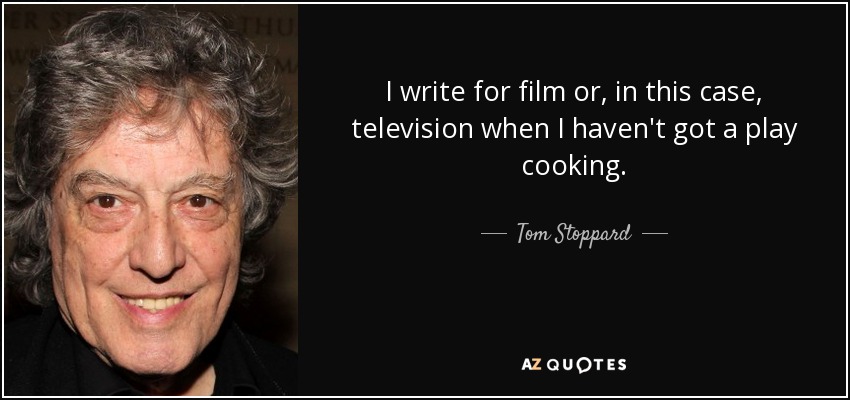 I write for film or, in this case,
television when I haven't got a play
cooking.
Tom Stoppard
AZ QUOTES